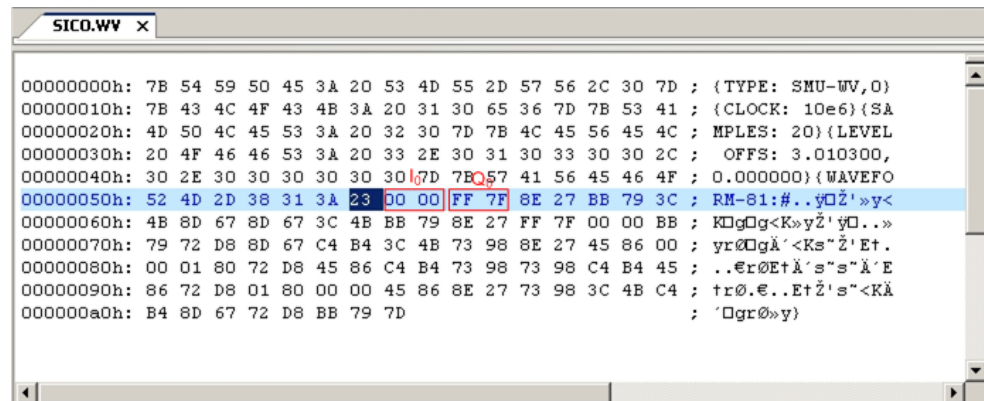 SICO.WV ×
00000000h: 7B 54 59 50 45 3A 20 53 4D 55 2D 57 56 2C 30 7D ; {TYPE: SMU-WV,0}
00000010h: 7B 43 4C 4F 43 4B 3A 20 31 30 65 36 7D 7B 53 41 ; {CLOCK: 10e6}{SA
00000020h: 4D 50 4C 45 53 3A 20 32 30 7D 7B 4C 45 56 45 4C ; MPLES: 20}{LEVEL
00000030h: 20 4F 46 46 53 3A 20 33 2E 30 31 30 33 30 30 2C ; OFFS: 3.010300,
00000040h: 30 2E 30 30 30 30 30 30 7D 7B 57 41 56 45 46 4F ; 0.000000}{WAVEFO
I0 Q0
00000050h: 52 4D 2D 38 31 3A 23 00 00 FF 7F 8E 27 BB 79 3C ; RM-81:#..ÿ□Ž'»y<
00000060h: 4B 8D 67 8D 67 3C 4B BB 79 8E 27 FF 7F 00 00 BB ; K□g□g<K»yŽ'ÿ□..»
00000070h: 79 72 D8 8D 67 C4 B4 3C 4B 73 98 8E 27 45 86 00 ; yrØ□gÄ´<Ks˜Ž'E†.
00000080h: 00 01 80 72 D8 45 86 C4 B4 73 98 73 98 C4 B4 45 ; ..€rØE†Ä´s˜s˜Ä´E
00000090h: 86 72 D8 01 80 00 00 45 86 8E 27 73 98 3C 4B C4 ; †rØ.€..E†Ž's˜<KÄ
000000a0h: B4 8D 67 72 D8 BB 79 7D ; ´□grØ»y}